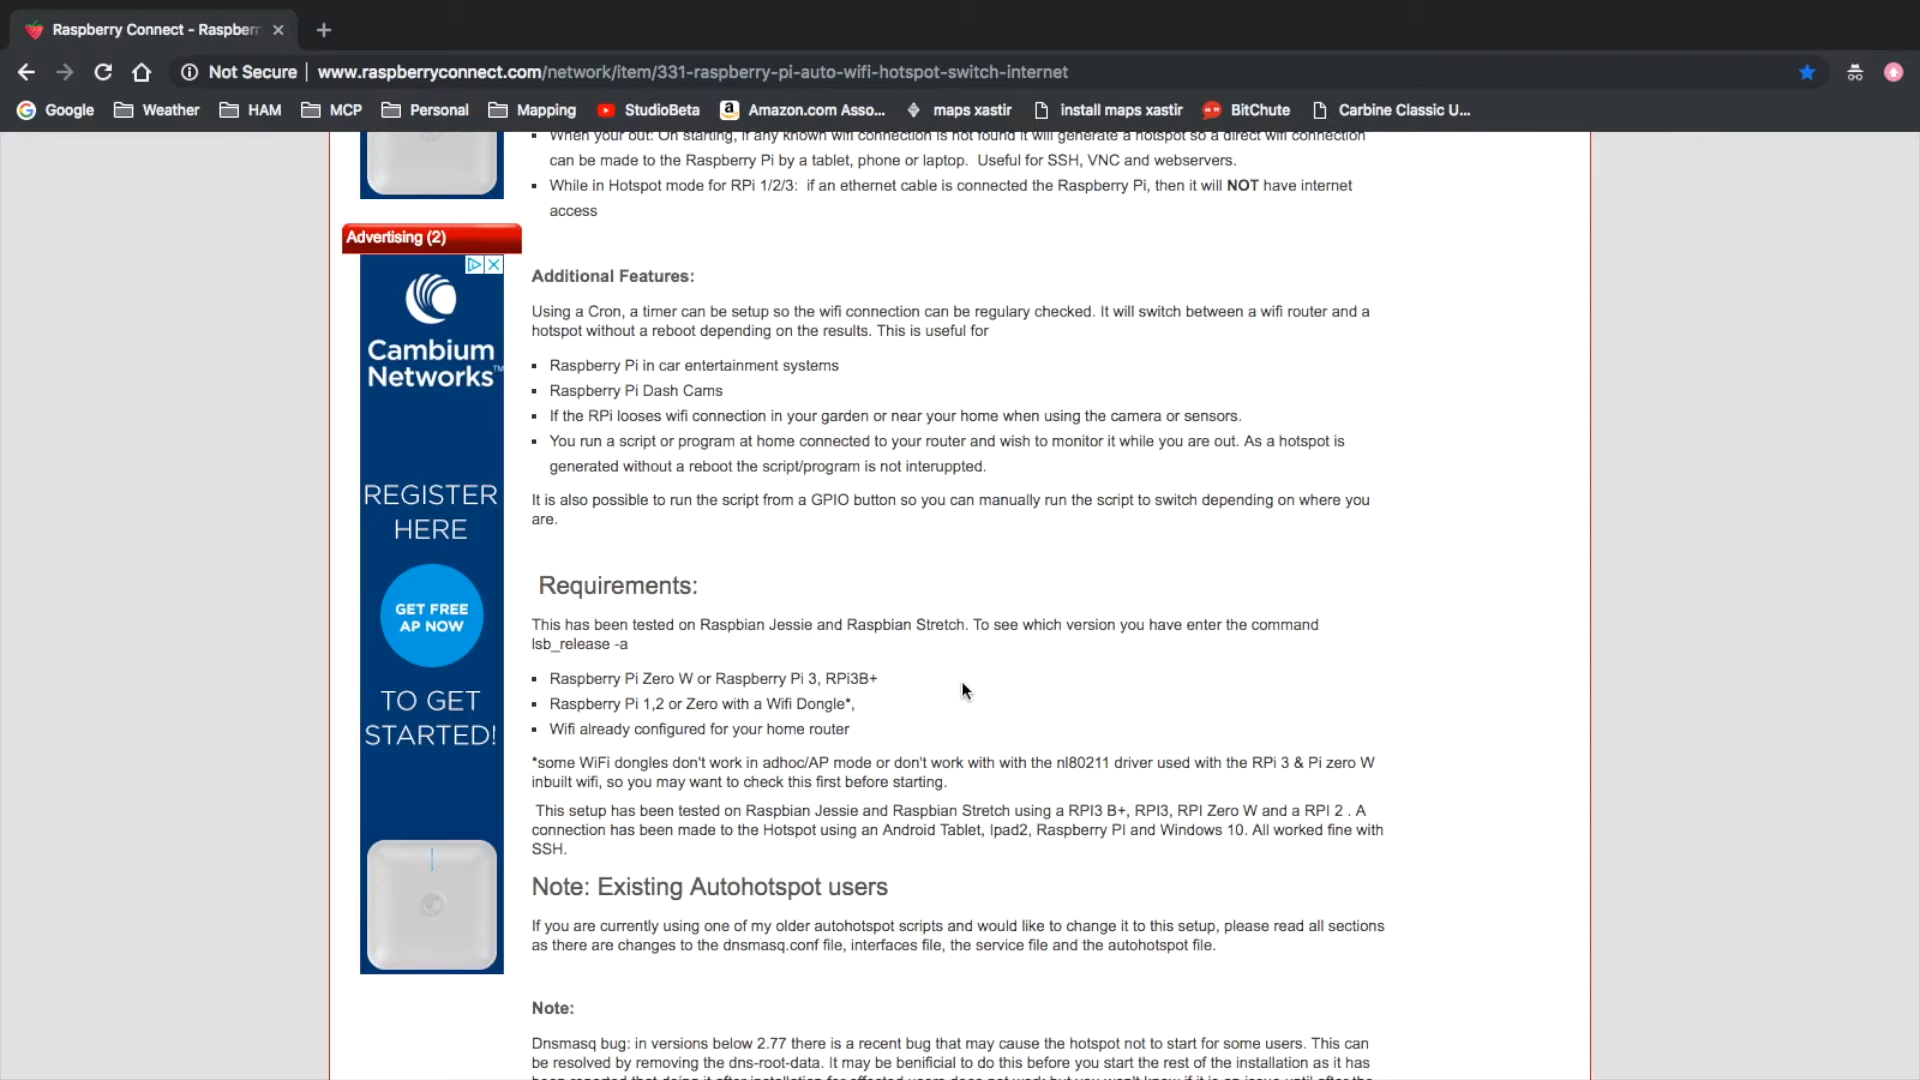 Raspberry Connect - Raspberr
Not Secure www.raspberryconnect.com/network/item/331-raspberry-pi-auto-wifi-hotspot-switch-internet
Google Weather HAM MCP Personal Mapping StudioBeta Amazon.com Asso... maps xastir install maps xastir BitChute Carbine Classic U...
When your out: On starting, if any known wifi connection is not found it will generate a hotspot so a direct wifi connection
can be made to the Raspberry Pi by a tablet, phone or laptop. Useful for SSH, VNC and webservers.
While in Hotspot mode for RPi 1/2/3: if an ethernet cable is connected the Raspberry Pi, then it will NOT have internet
access
Advertising (2)
Cambium
Networks™
REGISTER
HERE
GET FREE
AP NOW
TO GET
STARTED!
Additional Features:
Using a Cron, a timer can be setup so the wifi connection can be regulary checked. It will switch between a wifi router and a
hotspot without a reboot depending on the results. This is useful for
Raspberry Pi in car entertainment systems
Raspberry Pi Dash Cams
If the RPi looses wifi connection in your garden or near your home when using the camera or sensors.
You run a script or program at home connected to your router and wish to monitor it while you are out. As a hotspot is
generated without a reboot the script/program is not interuppted.
It is also possible to run the script from a GPIO button so you can manually run the script to switch depending on where you
are.
Requirements:
This has been tested on Raspbian Jessie and Raspbian Stretch. To see which version you have enter the command
lsb_release -a
Raspberry Pi Zero W or Raspberry Pi 3, RPi3B+
Raspberry Pi 1,2 or Zero with a Wifi Dongle*,
Wifi already configured for your home router
*some WiFi dongles don't work in adhoc/AP mode or don't work with with the nl80211 driver used with the RPi 3 & Pi zero W
inbuilt wifi, so you may want to check this first before starting.
This setup has been tested on Raspbian Jessie and Raspbian Stretch using a RPI3 B+, RPI3, RPI Zero W and a RPI 2 . A
connection has been made to the Hotspot using an Android Tablet, Ipad2, Raspberry PI and Windows 10. All worked fine with
SSH.
Note: Existing Autohotspot users
If you are currently using one of my older autohotspot scripts and would like to change it to this setup, please read all sections
as there are changes to the dnsmasq.conf file, interfaces file, the service file and the autohotspot file.
Note:
Dnsmasq bug: in versions below 2.77 there is a recent bug that may cause the hotspot not to start for some users. This can
be resolved by removing the dns-root-data. It may be benificial to do this before you start the rest of the installation as it has